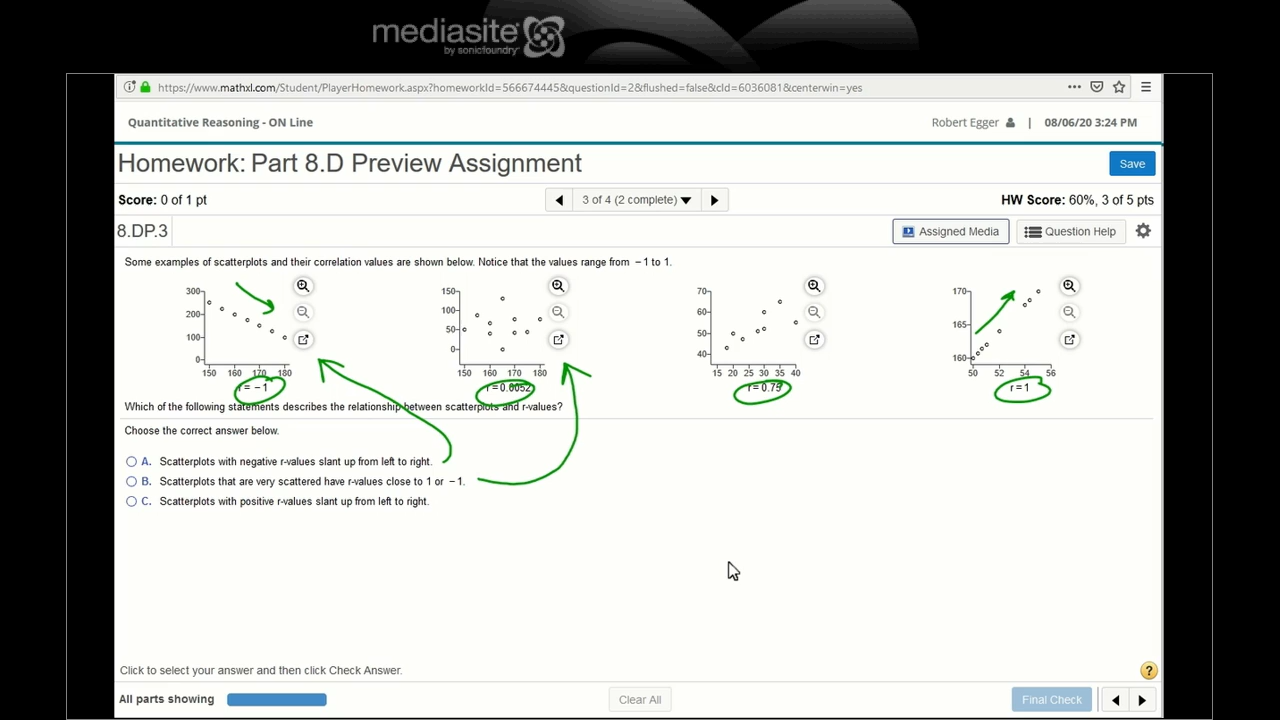 mediasite
by sonicfoundry
https://www.mathxl.com/Student/PlayerHomework.aspx?homeworkId=566674445&questionId=2&flushed=false&cId=6036081&centerwin=yes
Quantitative Reasoning - ON Line
Robert Egger | 08/06/20 3:24 PM
Homework: Part 8.D Preview Assignment
Save
Score: 0 of 1 pt
3 of 4 (2 complete)
HW Score: 60%, 3 of 5 pts
8.DP.3
Assigned Media
Question Help
Some examples of scatterplots and their correlation values are shown below. Notice that the values range from −1 to 1.
300
200
100
0
150 160 170 180
r = −1
150
100
50
0
150 160 170 180
r = 0.0052
70
60
50
40
15 20 25 30 35 40
r = 0.75
170
165
160
50 52 54 56
r = 1
Which of the following statements describes the relationship between scatterplots and r-values?
Choose the correct answer below.
A. Scatterplots with negative r-values slant up from left to right.
B. Scatterplots that are very scattered have r-values close to 1 or −1.
C. Scatterplots with positive r-values slant up from left to right.
Click to select your answer and then click Check Answer.
?
All parts showing
Clear All
Final Check